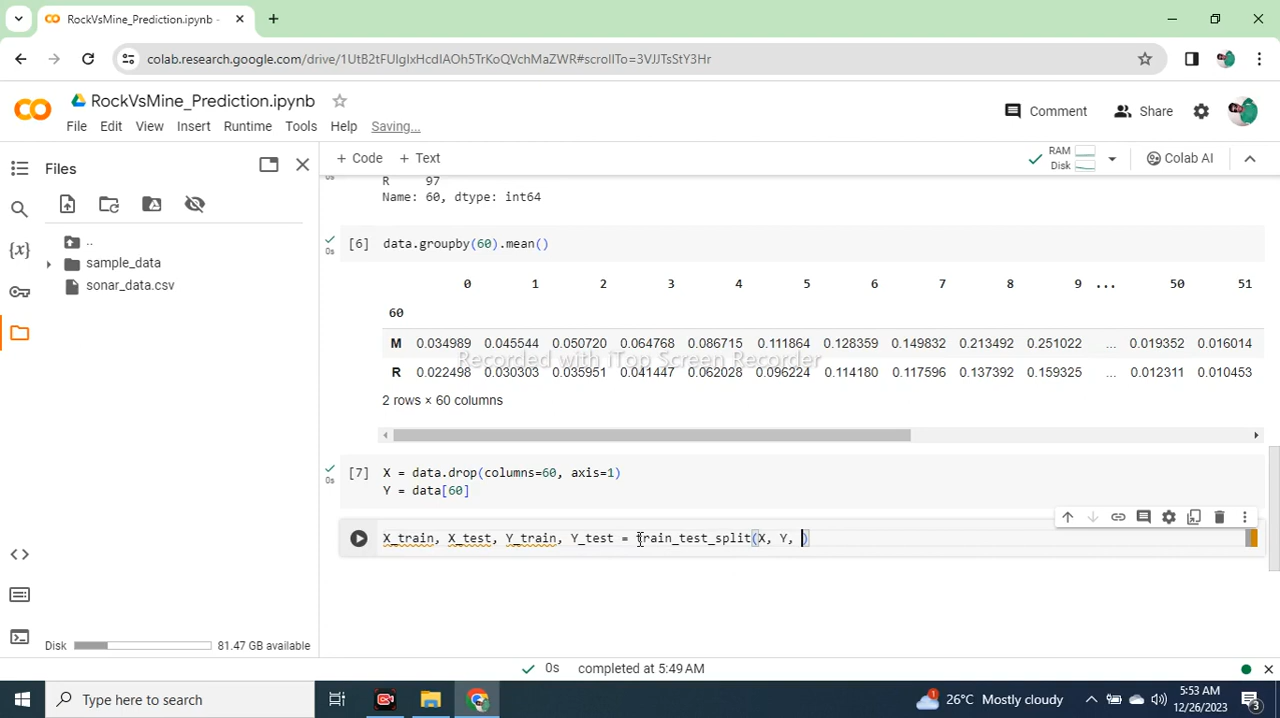 RockVsMine_Prediction.ipynb -
colab.research.google.com/drive/1UtB2tFUIgIxHcdIAOh5TrKoQVchMaZWR#scrollTo=3VJJTsStY3Hr
RockVsMine_Prediction.ipynb
Comment
Share
File Edit View Insert Runtime Tools Help Saving...
Files
+ Code + Text
RAM
Disk
Colab AI
..
sample_data
sonar_data.csv
0s
R 97
Name: 60, dtype: int64
0s
[6] data.groupby(60).mean()
0 1 2 3 4 5 6 7 8 9 ... 50 51
60
M 0.034989 0.045544 0.050720 0.064768 0.086715 0.111864 0.128359 0.149832 0.213492 0.251022 ... 0.019352 0.016014
Recorded with iTop Screen Recorder
R 0.022498 0.030303 0.035951 0.041447 0.062028 0.096224 0.114180 0.117596 0.137392 0.159325 ... 0.012311 0.010453
2 rows × 60 columns
0s
[7] X = data.drop(columns=60, axis=1)
Y = data[60]
X_train, X_test, Y_train, Y_test = train_test_split(X, Y, )
Disk 81.47 GB available
0s completed at 5:49 AM
Type here to search
1
26°C Mostly cloudy
5:53 AM
12/26/2023
3